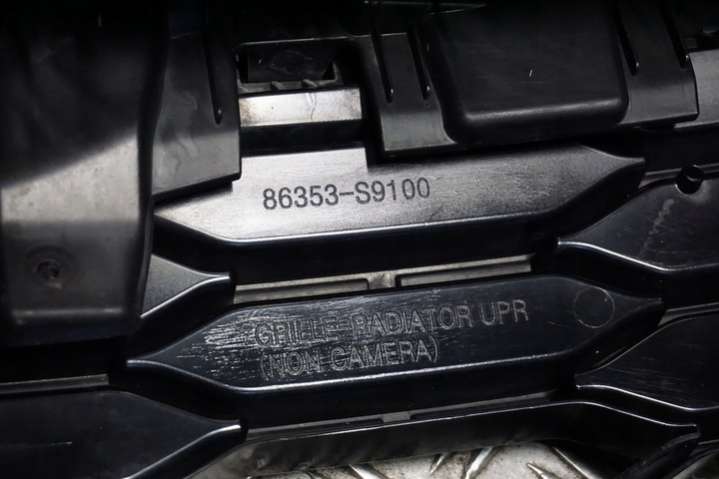 86353-S9100
GRILLE-RADIATOR UPR
(NON CAMERA)